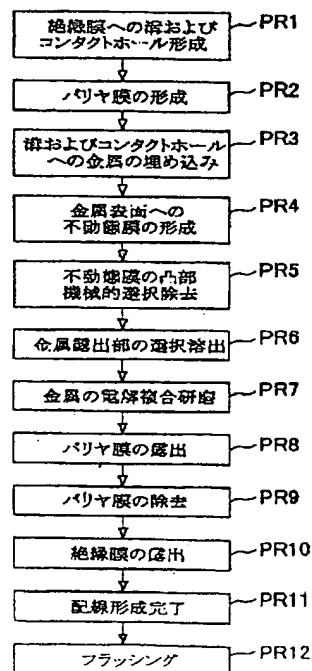 絶縁膜への溝および
コンタクトホール形成
PR1
バリヤ膜の形成
PR2
溝およびコンタクトホール
への金属の埋め込み
PR3
金属表面への
不動態膜の形成
PR4
不動態膜の凸部
機械的選択除去
PR5
金属露出部の選択溶出
PR6
金属の電解複合研磨
PR7
バリヤ膜の露出
PR8
バリヤ膜の除去
PR9
絶縁膜の露出
PR10
配線形成完了
PR11
フラッシング
PR12